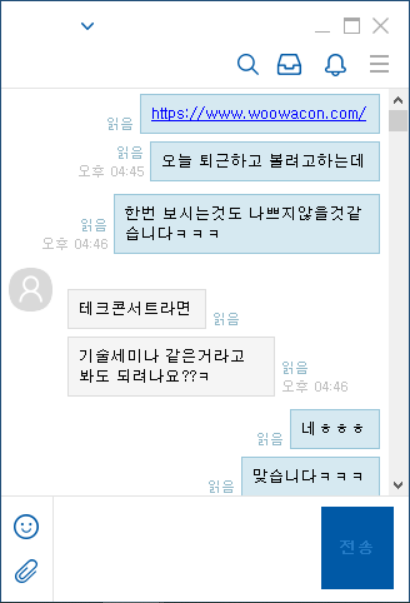 https://www.woowacon.com/
읽음
오늘 퇴근하고 볼려고하는데
읽음
오후 04:45
한번 보시는것도 나쁘지않을것같
습니다ㅋㅋㅋ
읽음
오후 04:46
테크콘서트라면
읽음
기술세미나 같은거라고
봐도 되려나요??ㅋ
읽음
오후 04:46
네ㅎㅎㅎ
읽음
맞습니다ㅋㅋㅋ
읽음
전송